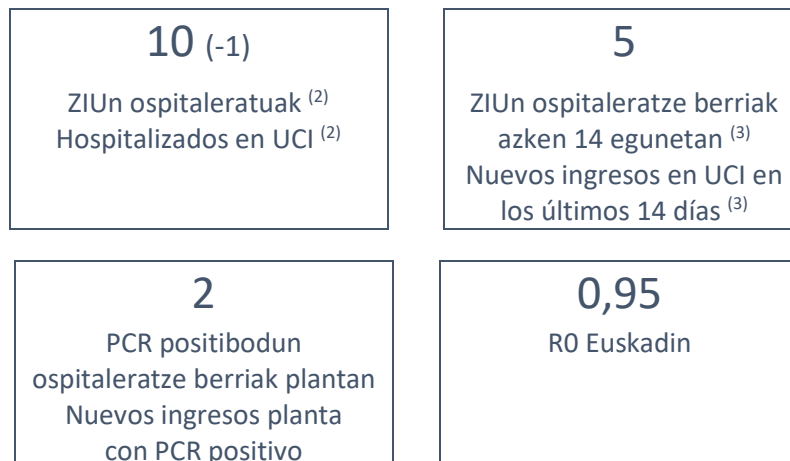 10 (-1)
ZIUn ospitaleratuak (2)
Hospitalizados en UCI (2)
5
ZIUn ospitaleratze berriak
azken 14 egunetan (3)
Nuevos ingresos en UCI en
los últimos 14 días (3)
2
PCR positibodun
ospitaleratze berriak plantan
Nuevos ingresos planta
con PCR positivo
0,95
R0 Euskadin